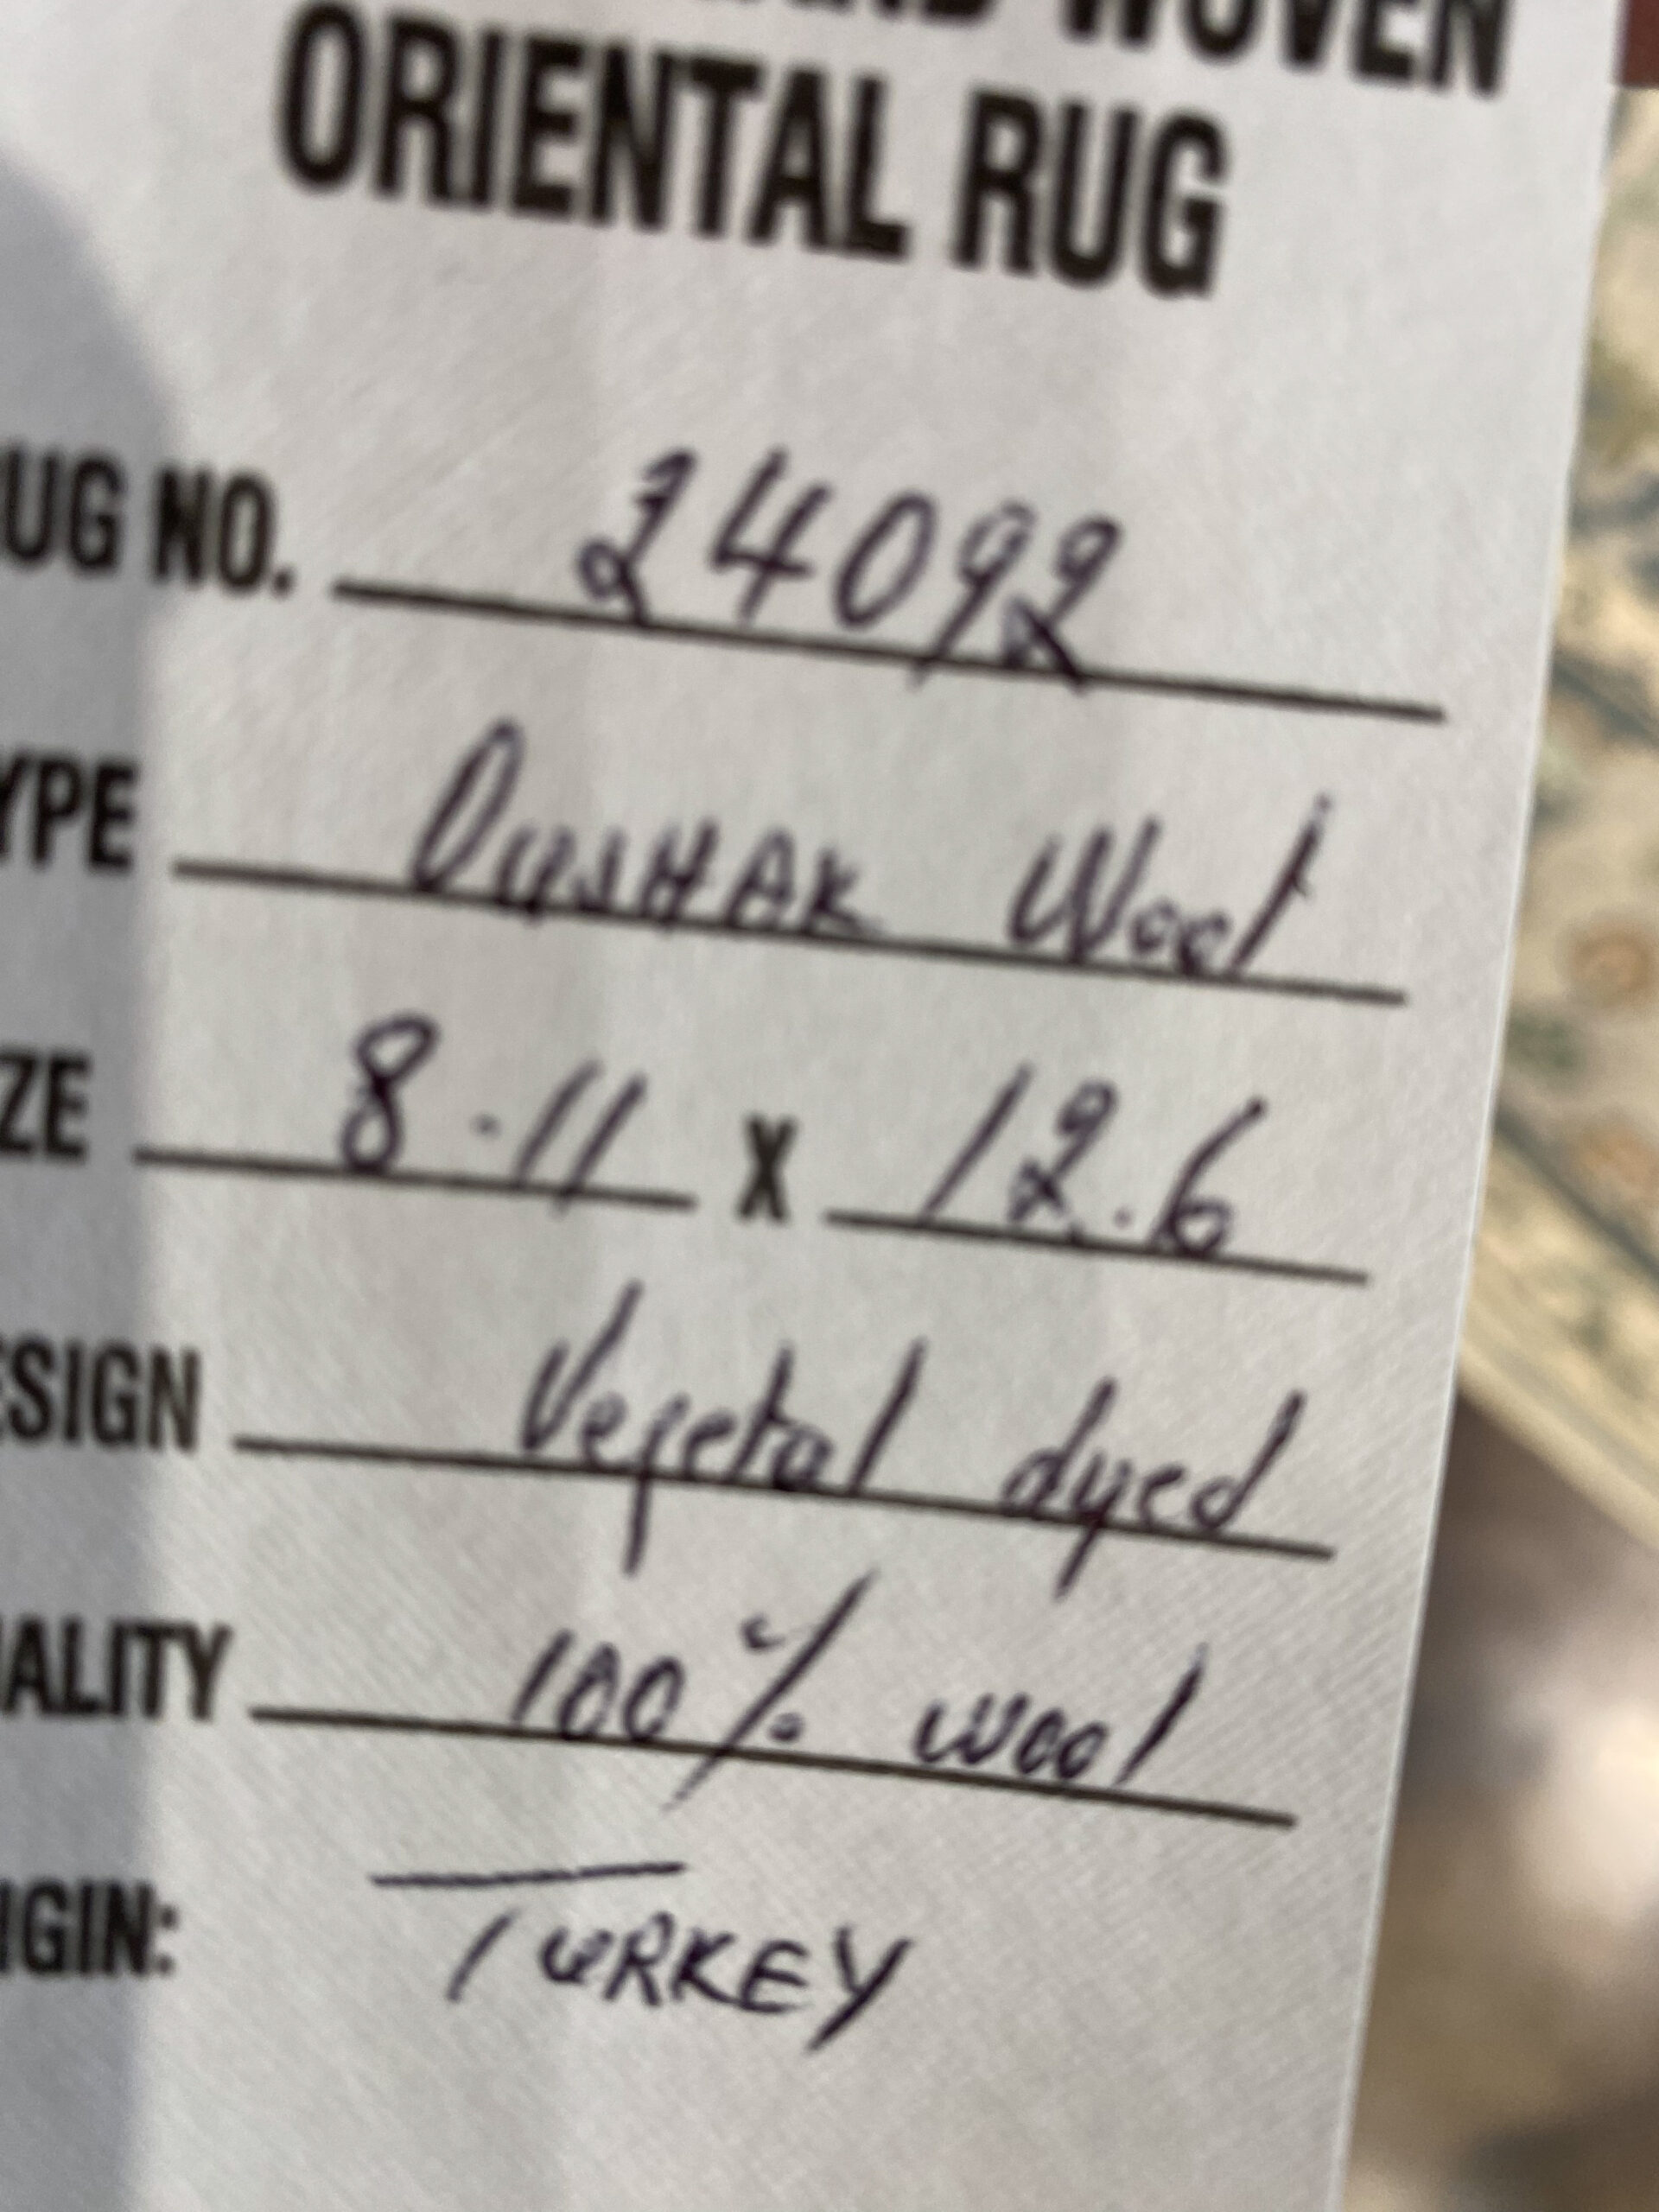 WOVEN
ORIENTAL RUG
UG NO. 24092
YPE OUSHAK Wool
ZE 8.11 X 12.6
ESIGN Vegetal dyed
ALITY 100% wool
IGIN: TURKEY